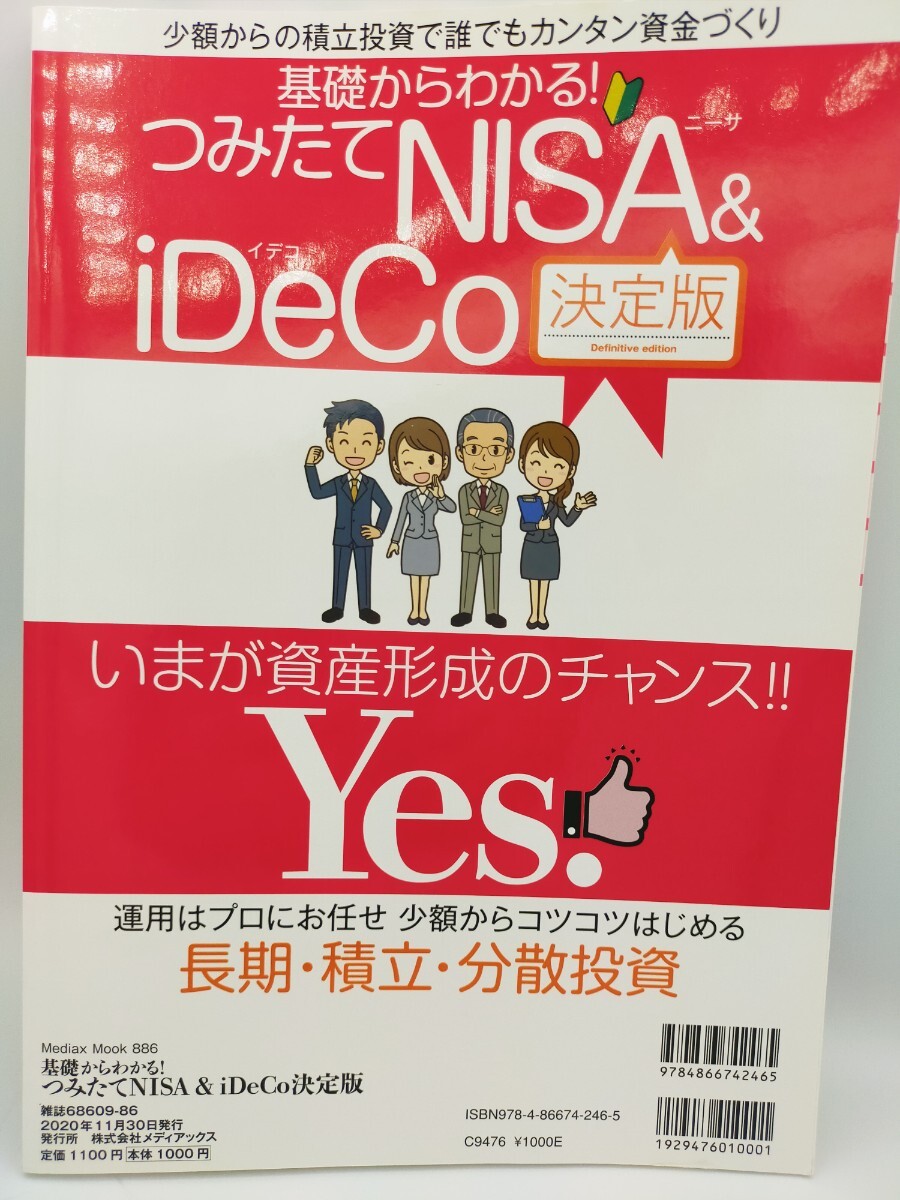 少額からの積立投資で誰でもカンタン資金づくり
基礎からわかる!
つみたてNISA&
ニーサ
iDeCo
イデコ
決定版
Definitive edition
いまが資産形成のチャンス!!
Yes.
運用はプロにお任せ 少額からコツコツはじめる
長期・積立・分散投資
Mediax Mook 886
基礎からわかる!
つみたてNISA & iDeCo決定版
雑誌68609-86
2020年11月30日発行
発行所 株式会社メディアックス
定価 1100円 本体 1000円
9784866742465
ISBN978-4-86674-246-5
C9476 ¥1000E
1929476010001